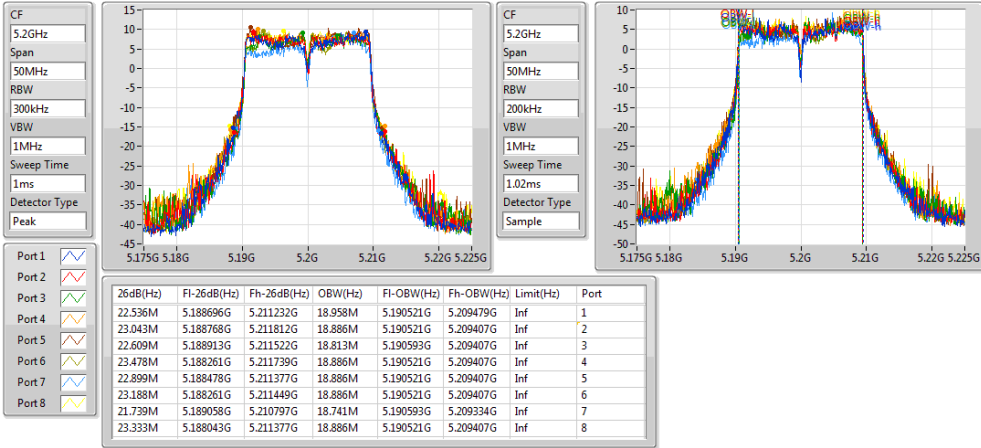 CF
5.2GHz
Span
50MHz
RBW
300kHz
VBW
1MHz
Sweep Time
1ms
Detector Type
Peak
10
5
0
-5
-10
-15
-20
-25
-30
-35
-40
-45
5.175G 5.18G 5.19G 5.2G 5.21G 5.22G 5.225G
CF
5.2GHz
Span
50MHz
RBW
200kHz
VBW
1MHz
Sweep Time
1.02ms
Detector Type
Sample
10
5
0
-5
-10
-15
-20
-25
-30
-35
-40
-45
-50
5.175G 5.18G 5.19G 5.2G 5.21G 5.22G 5.225G
Port 1
Port 2
Port 3
Port 4
Port 5
Port 6
Port 7
Port 8
26dB(Hz) Fl-26dB(Hz) Fh-26dB(Hz) OBW(Hz) Fl-OBW(Hz) Fh-OBW(Hz) Limit(Hz) Port
22.536M 5.188696G 5.211232G 18.958M 5.190521G 5.209479G Inf 1
23.043M 5.188768G 5.211812G 18.886M 5.190521G 5.209407G Inf 2
22.609M 5.188913G 5.211522G 18.813M 5.190593G 5.209407G Inf 3
23.478M 5.188261G 5.211739G 18.886M 5.190521G 5.209407G Inf 4
22.899M 5.188478G 5.211377G 18.886M 5.190521G 5.209407G Inf 5
23.188M 5.188261G 5.211449G 18.886M 5.190521G 5.209407G Inf 6
21.739M 5.189058G 5.210797G 18.741M 5.190593G 5.209334G Inf 7
23.333M 5.188043G 5.211377G 18.886M 5.190521G 5.209407G Inf 8